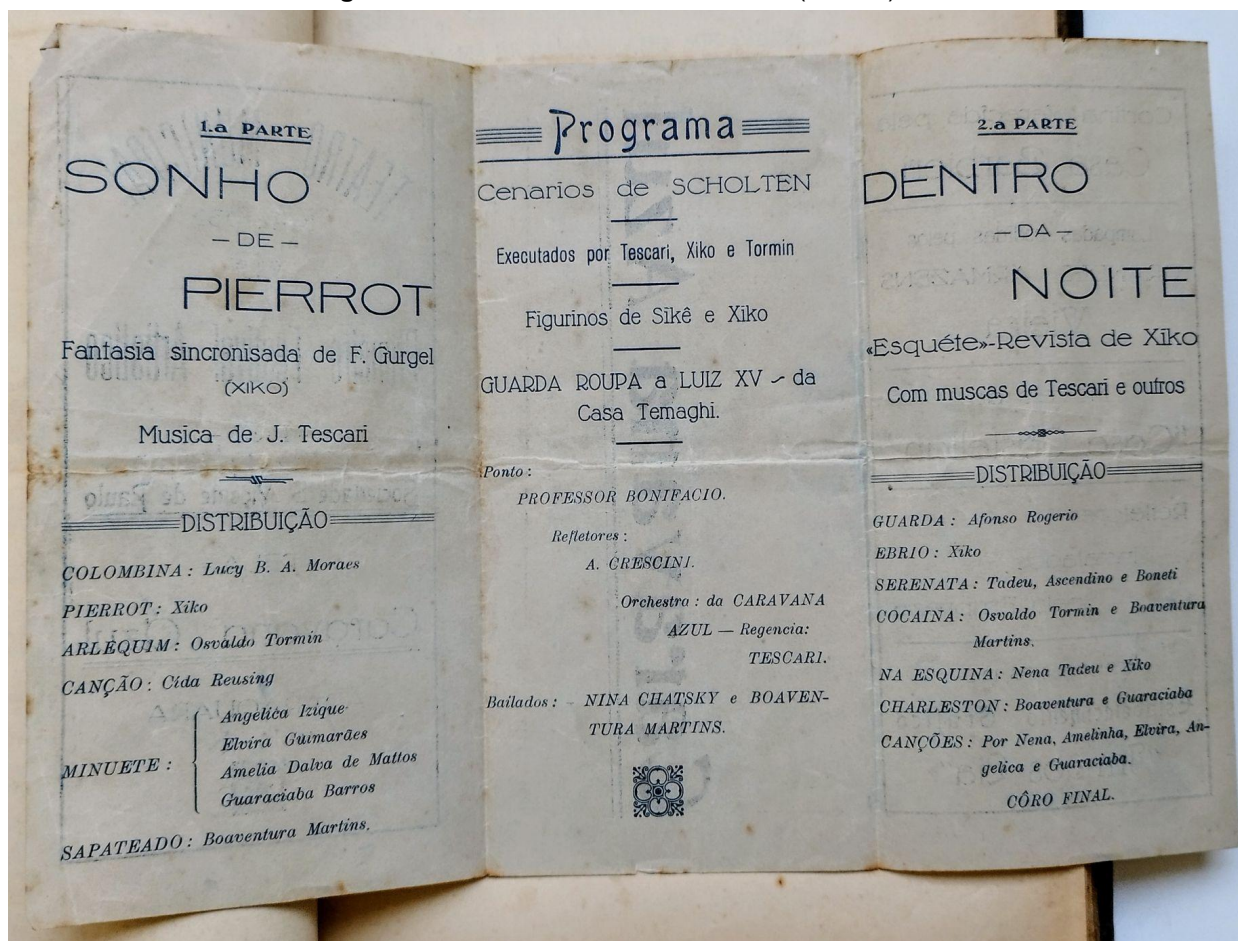 1.a PARTE
SONHO
— DE —
PIERROT
Fantasia sincronisada de F. Gurgel
(XIKO)
Musica de J. Tescari
DISTRIBUIÇÃO
COLOMBINA : Lucy B. A. Moraes
PIERROT : Xiko
ARLEQUIM : Osvaldo Tormin
CANÇÃO : Cida Reusing
MINUETE :
Angelica Izique
Elvira Guimarães
Amelia Dalva de Mattos
Guaraciaba Barros
SAPATEADO : Boaventura Martins.
Programa
Cenarios de SCHOLTEN
Executados por Tescari, Xiko e Tormin
Figurinos de Sikê e Xiko
GUARDA ROUPA a LUIZ XV - da
Casa Temaghi.
Ponto :
PROFESSOR BONIFACIO.
Refletores :
A. CRESCINI.
Orchestra : da CARAVANA
AZUL — Regencia:
TESCARI.
Bailados : - NINA CHATSKY e BOAVEN-
TURA MARTINS.
2.a PARTE
DENTRO
— DA —
NOITE
«Esquéte»-Revista de Xiko
Com muscas de Tescari e outros
DISTRIBUIÇÃO
GUARDA : Afonso Rogerio
EBRIO : Xiko
SERENATA : Tadeu, Ascendino e Boneti
COCAINA : Osvaldo Tormin e Boaventura
Martins.
NA ESQUINA : Nena Tadeu e Xiko
CHARLESTON : Boaventura e Guaraciaba
CANÇÕES : Por Nena, Amelinha, Elvira, An-
gelica e Guaraciaba.
CÔRO FINAL.